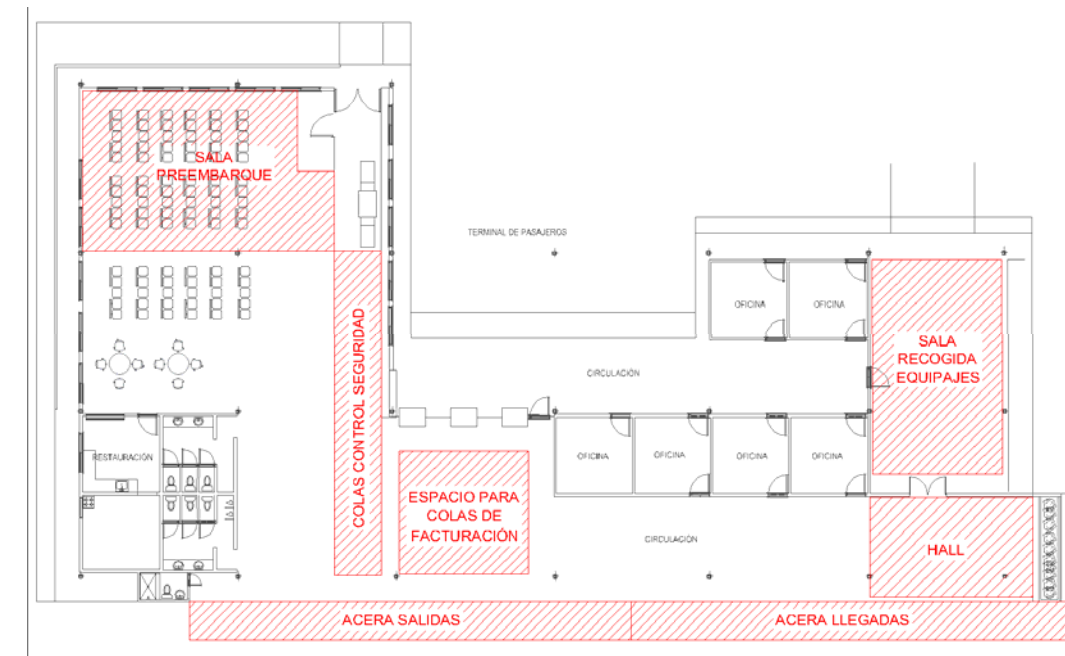 SALA
PREEMBARQUE
TERMINAL DE PASAJEROS
OFICINA
OFICINA
SALA
RECOGIDA
EQUIPAJES
COLAS CONTROL SEGURIDAD
CIRCULACIÓN
RESTAURACIÓN
OFICINA
OFICINA
OFICINA
OFICINA
ESPACIO PARA
COLAS DE
FACTURACIÓN
CIRCULACIÓN
HALL
ACERA SALIDAS
ACERA LLEGADAS